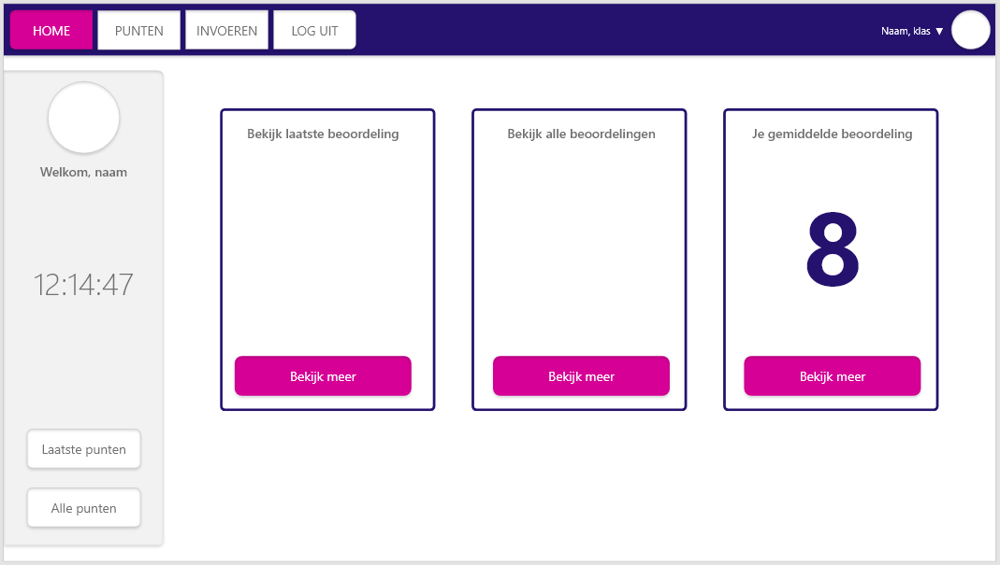 HOME
PUNTEN
INVOEREN
LOG UIT
Naam, klas ▼
Welkom, naam
12:14:47
Laatste punten
Alle punten
Bekijk laatste beoordeling
Bekijk meer
Bekijk alle beoordelingen
Bekijk meer
Je gemiddelde beoordeling
8
Bekijk meer